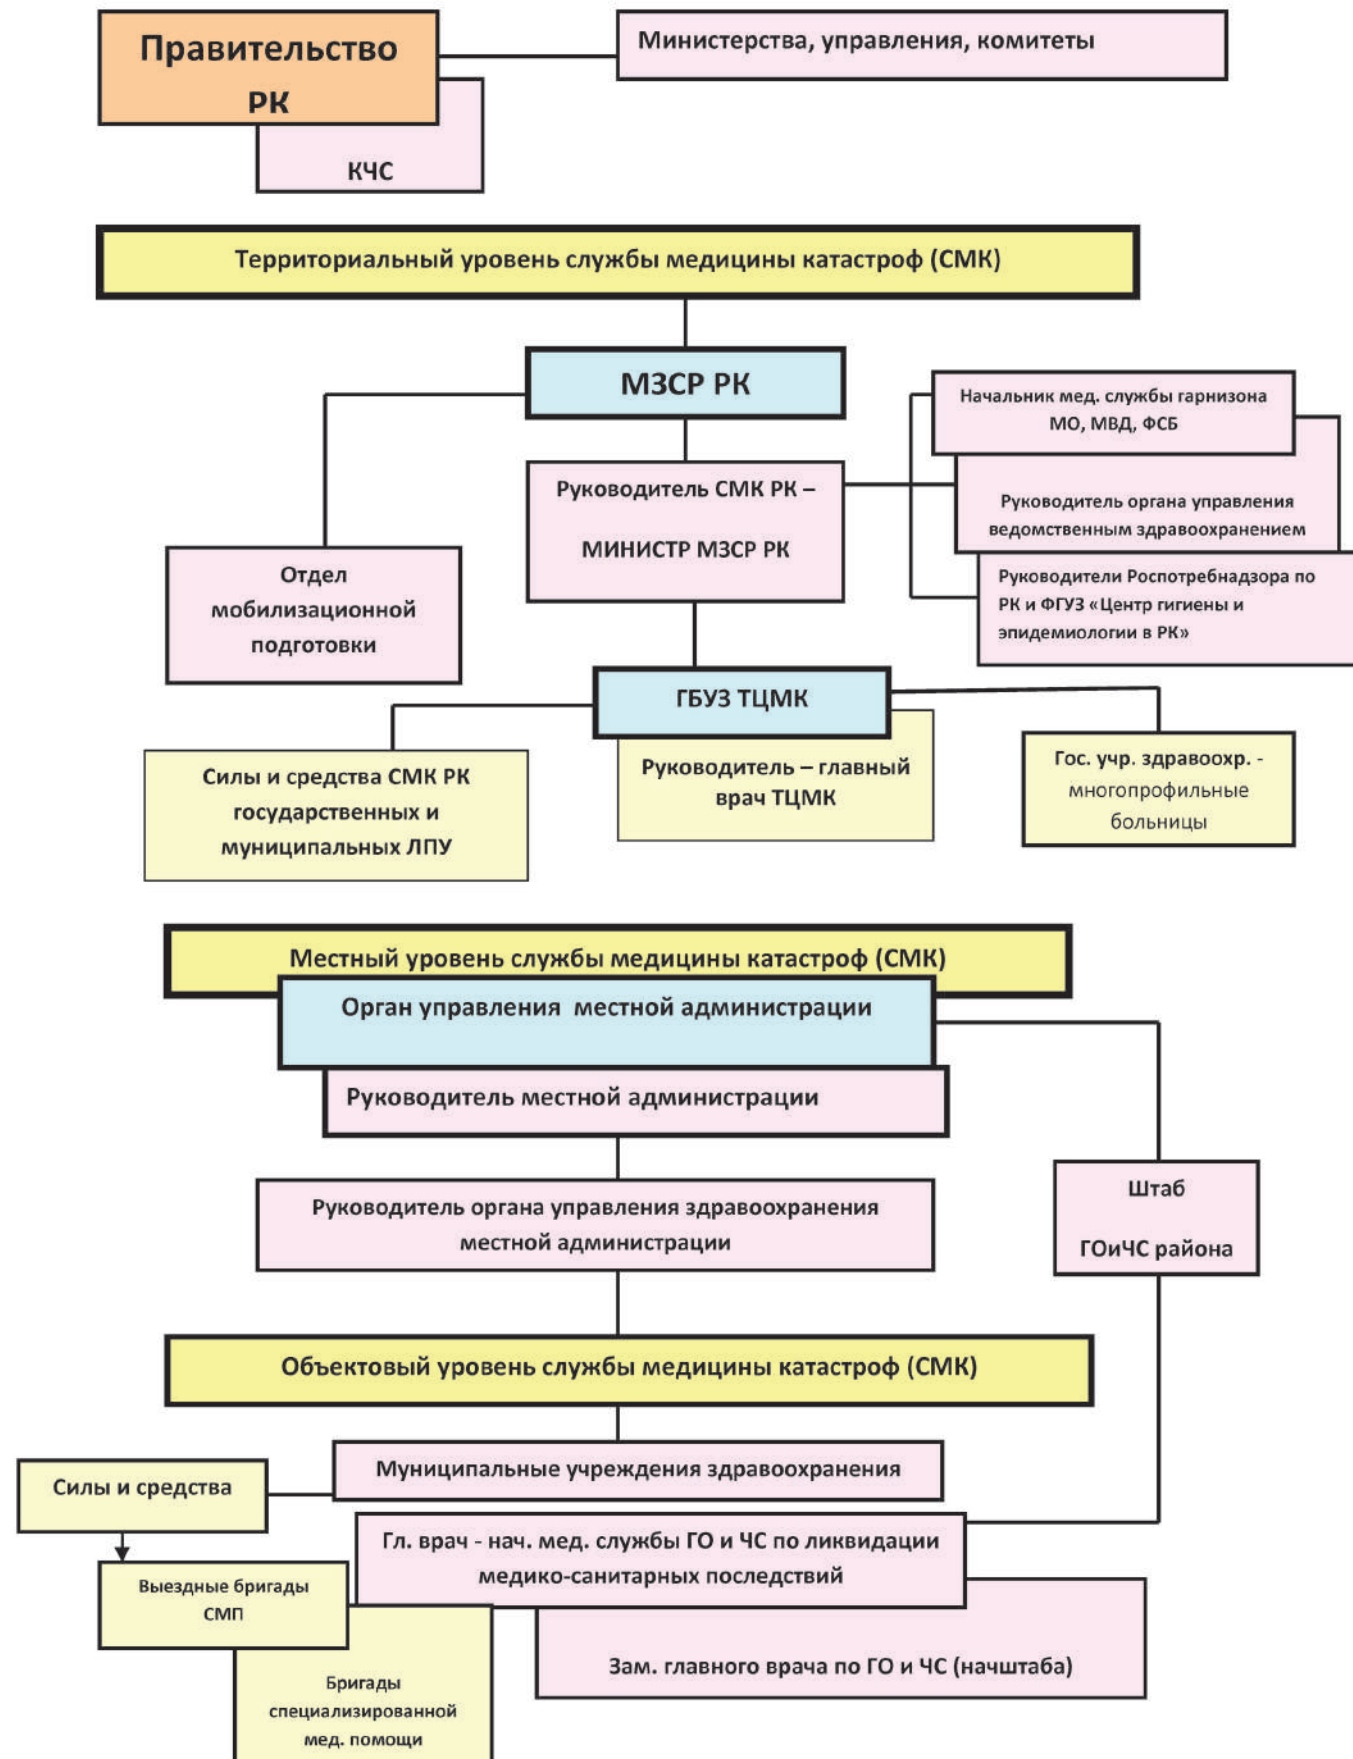 Правительство
РК
Министерства, управления, комитеты
КЧС
Территориальный уровень службы медицины катастроф (СМК)
МЗСР РК
Начальник мед. службы гарнизона
МО, МВД, ФСБ
Руководитель СМК РК –
МИНИСТР МЗСР РК
Руководитель органа управления
ведомственным здравоохранением
Отдел
мобилизационной
подготовки
Руководители Роспотребнадзора по
РК и ФГУЗ «Центр гигиены и
эпидемиологии в РК»
ГБУЗ ТЦМК
Руководитель – главный
врач ТЦМК
Силы и средства СМК РК
государственных и
муниципальных ЛПУ
Гос. учр. здравоохр. -
многопрофильные
больницы
Местный уровень службы медицины катастроф (СМК)
Орган управления местной администрации
Руководитель местной администрации
Руководитель органа управления здравоохранения
местной администрации
Штаб
ГОиЧС района
Объектовый уровень службы медицины катастроф (СМК)
Муниципальные учреждения здравоохранения
Силы и средства
Гл. врач - нач. мед. службы ГО и ЧС по ликвидации
медико-санитарных последствий
Выездные бригады
СМП
Зам. главного врача по ГО и ЧС (начштаба)
Бригады
специализированной
мед. помощи